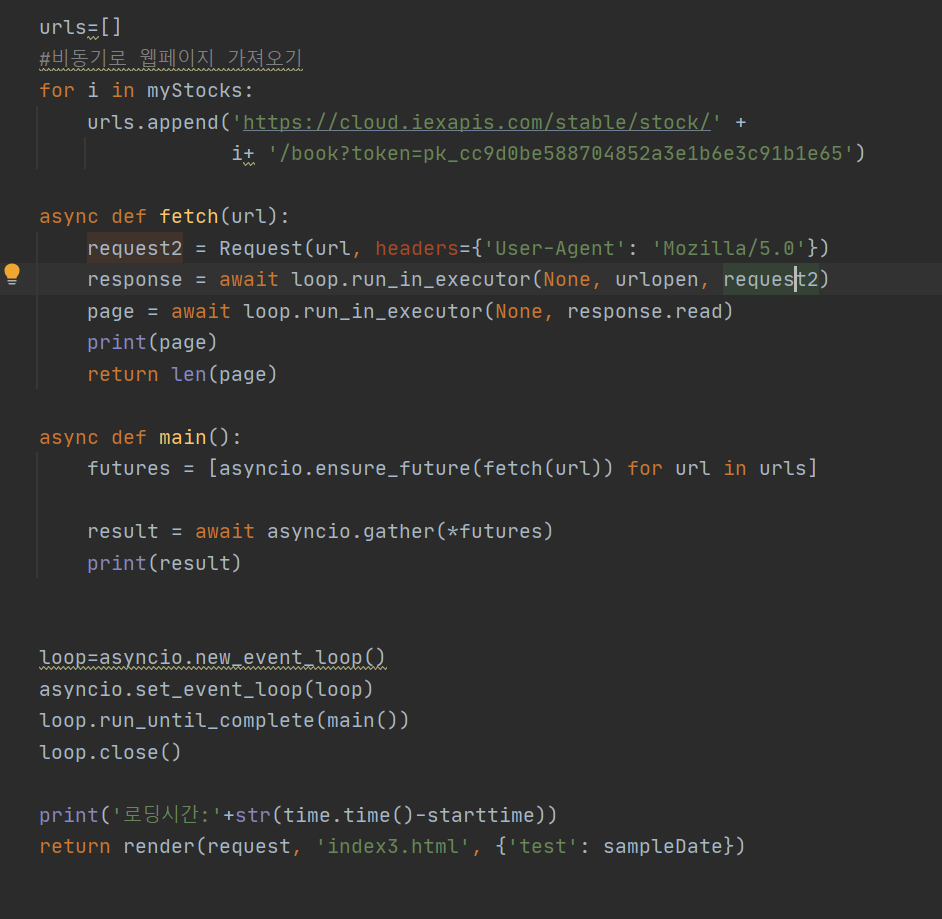 urls=[]
#비동기로 웹페이지 가져오기
for i in myStocks:
urls.append('https://cloud.iexapis.com/stable/stock/' +
i+ '/book?token=pk_cc9d0be588704852a3e1b6e3c91b1e65')
async def fetch(url):
request2 = Request(url, headers={'User-Agent': 'Mozilla/5.0'})
response = await loop.run_in_executor(None, urlopen, request2)
page = await loop.run_in_executor(None, response.read)
print(page)
return len(page)
async def main():
futures = [asyncio.ensure_future(fetch(url)) for url in urls]
result = await asyncio.gather(*futures)
print(result)
loop=asyncio.new_event_loop()
asyncio.set_event_loop(loop)
loop.run_until_complete(main())
loop.close()
print('로딩시간:'+str(time.time()-starttime))
return render(request, 'index3.html', {'test': sampleDate})